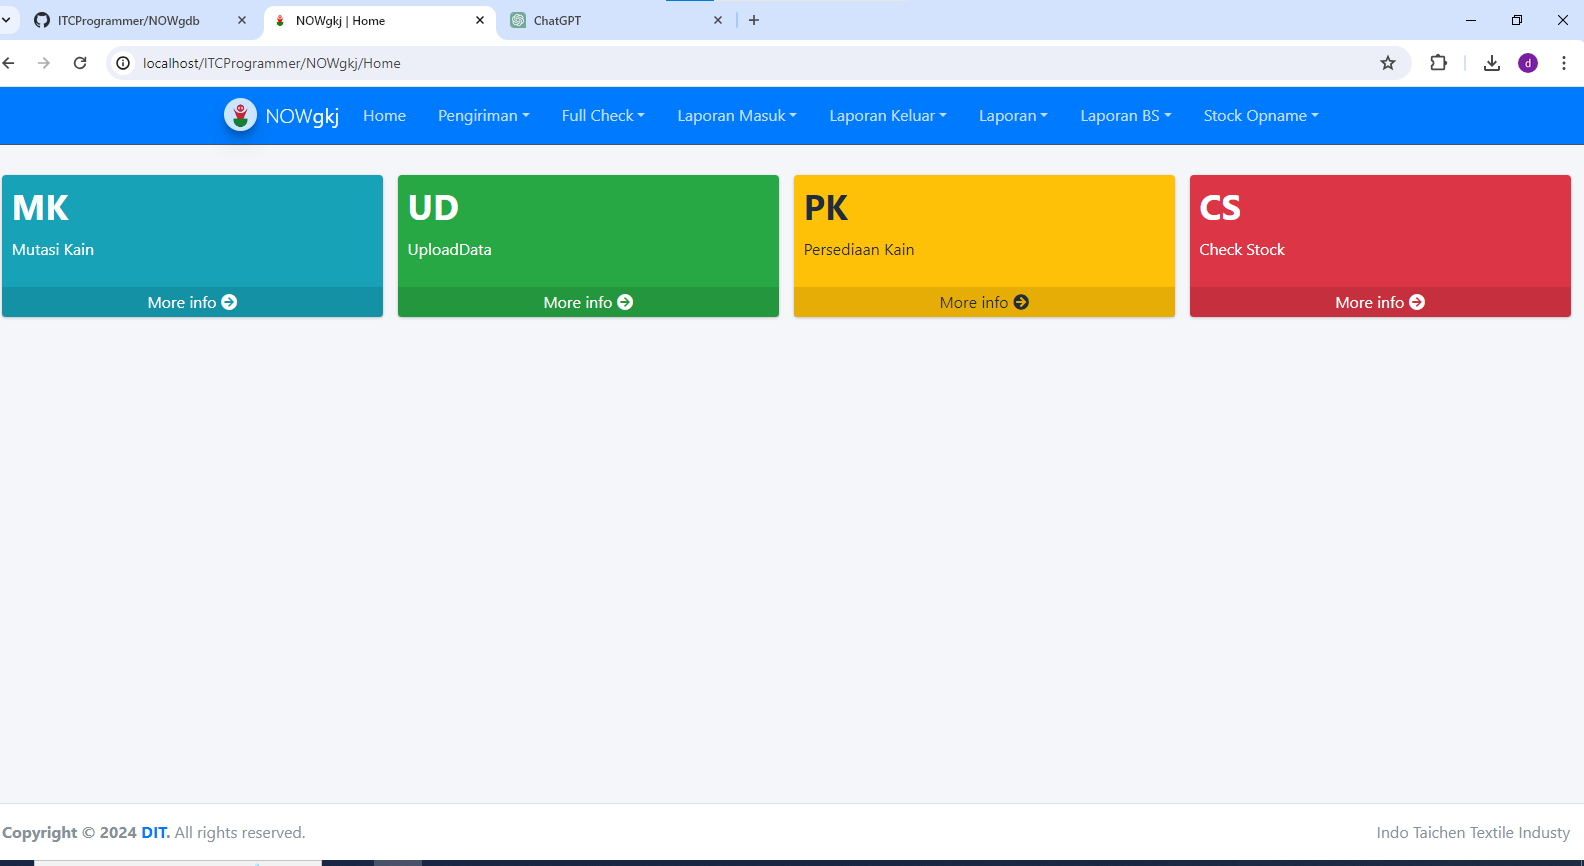 ITCProgrammer/NOWgdb
NOWgkj | Home
ChatGPT
localhost/ITCProgrammer/NOWgkj/Home
d
NOWgkj Home Pengiriman Full Check Laporan Masuk Laporan Keluar Laporan Laporan BS Stock Opname
MK
Mutasi Kain
More info
UD
UploadData
More info
PK
Persediaan Kain
More info
CS
Check Stock
More info
Copyright © 2024 DIT. All rights reserved.
Indo Taichen Textile Industy